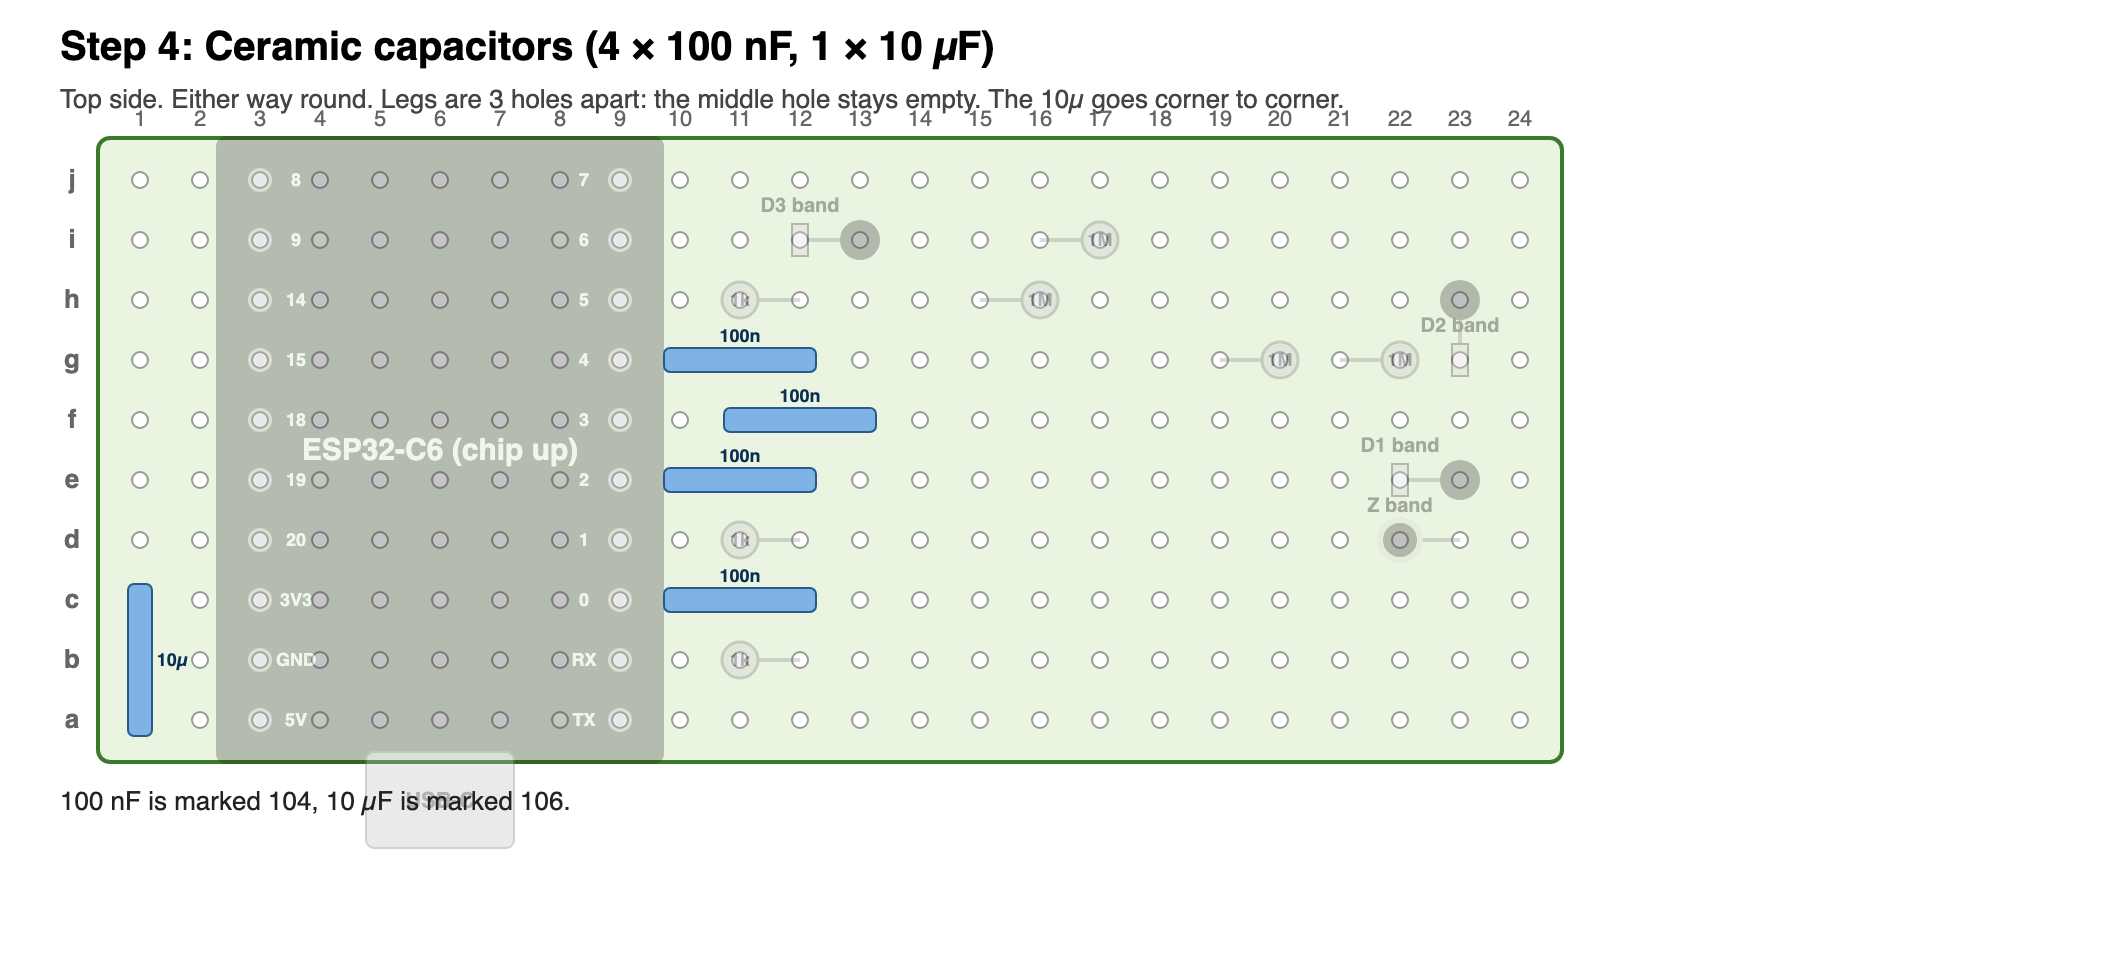 Step 4: Ceramic capacitors (4 × 100 nF, 1 × 10 µF)
Top side. Either way round. Legs are 3 holes apart: the middle hole stays empty. The 10µ goes corner to corner.
1 2 3 4 5 6 7 8 9 10 11 12 13 14 15 16 17 18 19 20 21 22 23 24
j 8 7
D3 band
i 9 6 1M
h 14 5 1k 1M
100n D2 band
g 15 4 1M 1M
100n
f 18 3
ESP32-C6 (chip up) 100n D1 band
e 19 2
Z band
d 20 1 1k
100n
c 3V3 0
b 10µ GND RX 1k
a 5V TX
USB-C
100 nF is marked 104, 10 µF is marked 106.